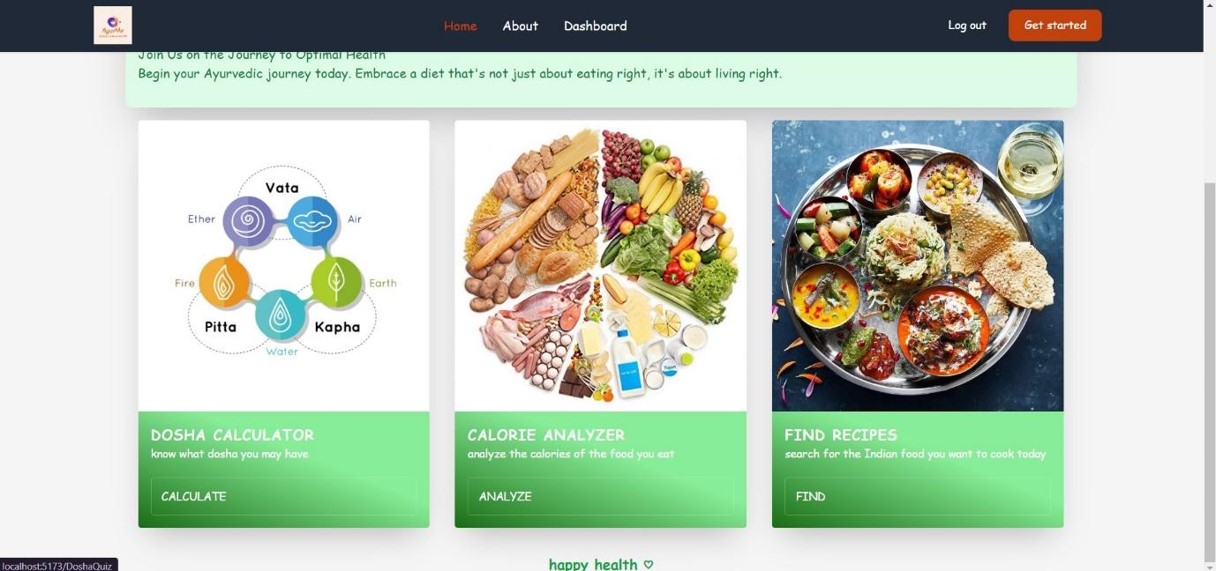 Home
About
Dashboard
Log out
Get started
Join Us on the Journey to Optimal Health
Begin your Ayurvedic journey today. Embrace a diet that's not just about eating right, it's about living right.
Vata
Ether
Air
Fire
Earth
Pitta
Kapha
Water
DOSHA CALCULATOR
know what dosha you may have
CALCULATE
CALORIE ANALYZER
analyze the calories of the food you eat
ANALYZE
FIND RECIPES
search for the Indian food you want to cook today
FIND
happy health ♡
localhost:5173/DoshaQuiz